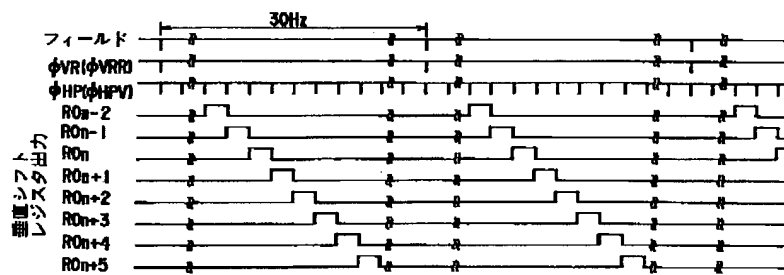 30Hz
フィールド
ϕVR(ϕVRR)
ϕHP(ϕHPV)
ROn-2
ROn-1
ROn
ROn+1
ROn+2
ROn+3
ROn+4
ROn+5
垂直シフト
レジスタ出力